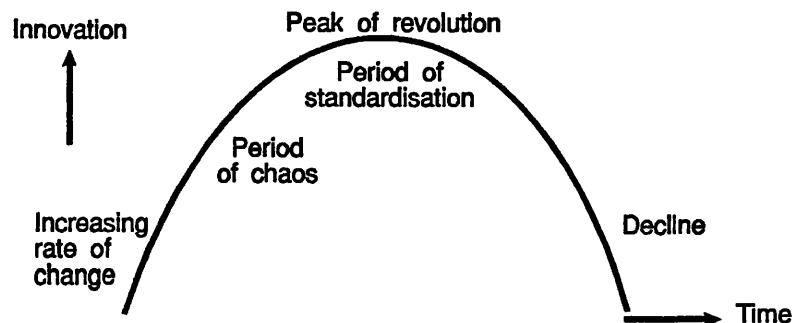 Innovation
Peak of revolution
Period of
standardisation
Period
of chaos
Increasing
rate of
change
Decline
Time